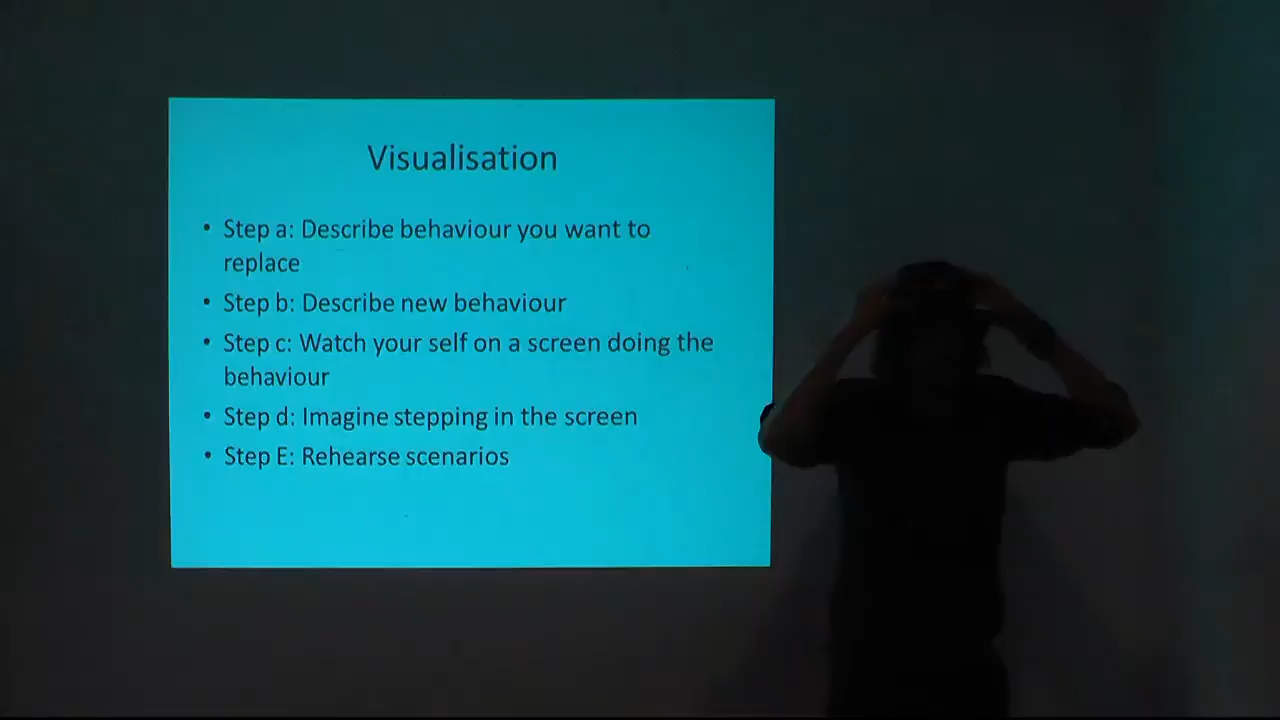 Visualisation
• Step a: Describe behaviour you want to
replace
• Step b: Describe new behaviour
• Step c: Watch your self on a screen doing the
behaviour
• Step d: Imagine stepping in the screen
• Step E: Rehearse scenarios